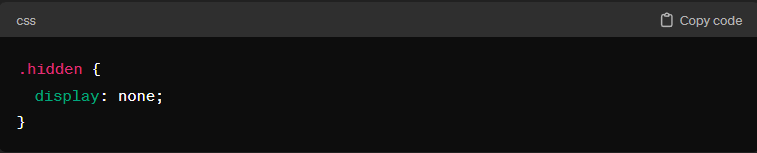 css Copy code
.hidden {
  display: none;
}